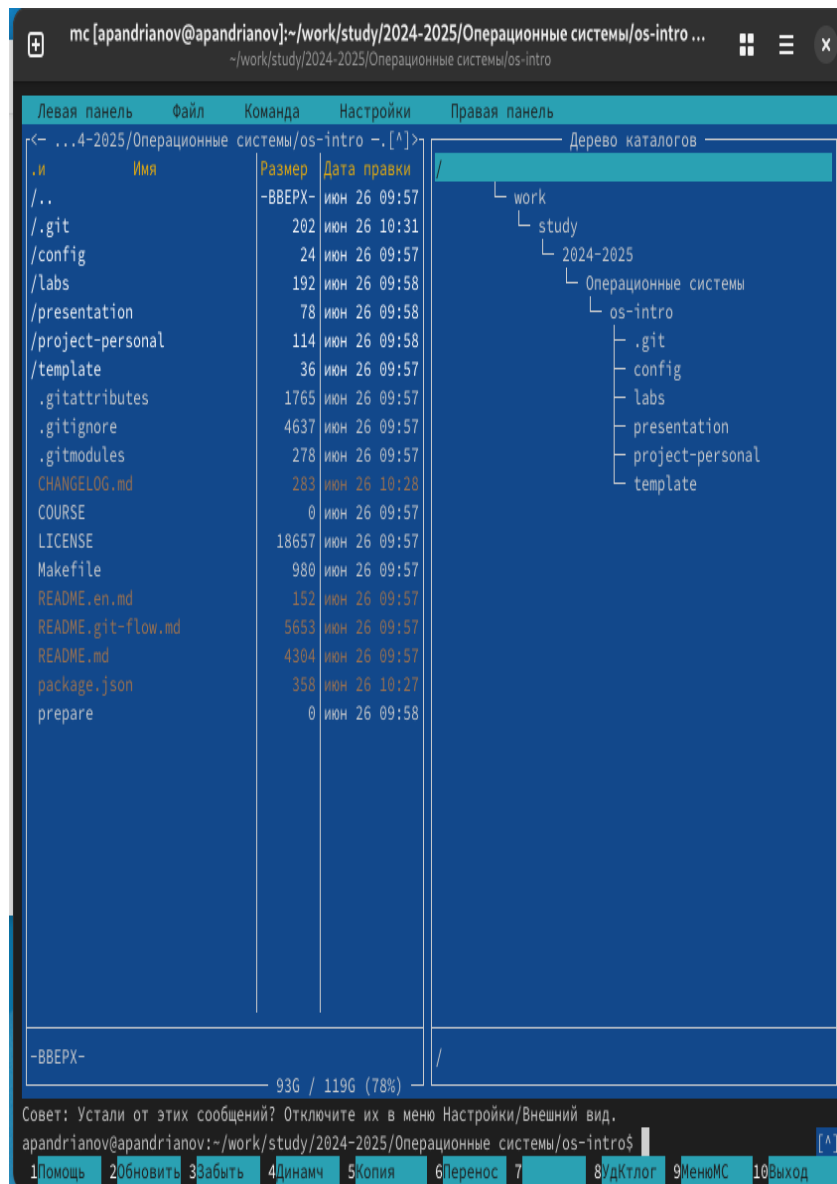 mc [apandrianov@apandrianov]:~/work/study/2024-2025/Операционные системы/os-intro ...
~/work/study/2024-2025/Операционные системы/os-intro
Левая панель Файл Команда Настройки Правая панель
<— ...4-2025/Операционные системы/os-intro —.[^]> Дерево каталогов
.и Имя Размер Дата правки /
/.. -ВВЕРХ- июн 26 09:57 work
/.git 202 июн 26 10:31 study
/config 24 июн 26 09:57 2024-2025
/labs 192 июн 26 09:58 Операционные системы
/presentation 78 июн 26 09:58 os-intro
/project-personal 114 июн 26 09:58 .git
/template 36 июн 26 09:57 config
.gitattributes 1765 июн 26 09:57 labs
.gitignore 4637 июн 26 09:57 presentation
.gitmodules 278 июн 26 09:57 project-personal
CHANGELOG.md 283 июн 26 10:28 template
COURSE 0 июн 26 09:57
LICENSE 18657 июн 26 09:57
Makefile 980 июн 26 09:57
README.en.md 152 июн 26 09:57
README.git-flow.md 5653 июн 26 09:57
README.md 4304 июн 26 09:57
package.json 358 июн 26 10:27
prepare 0 июн 26 09:58
-ВВЕРХ- /
93G / 119G (78%)
Совет: Устали от этих сообщений? Отключите их в меню Настройки/Внешний вид.
apandrianov@apandrianov:~/work/study/2024-2025/Операционные системы/os-intro$ [^]
1Помощь 2Обновить 3Забыть 4Динамч 5Копия 6Перенос 7 8УдКтлог 9МенюMC 10Выход